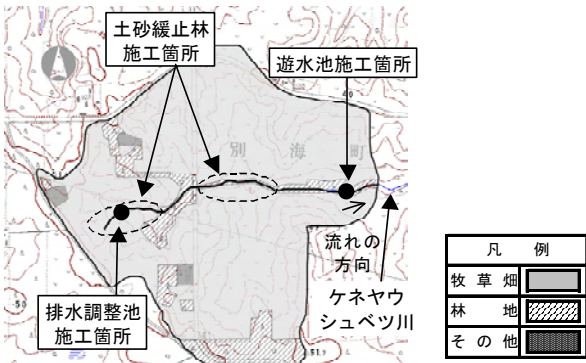 土砂緩止林
施工箇所
遊水池施工箇所
別海町
流れの
方向
ケネヤウ
シュベツ川
排水調整池
施工箇所
凡例
牧草畑
林地
その他